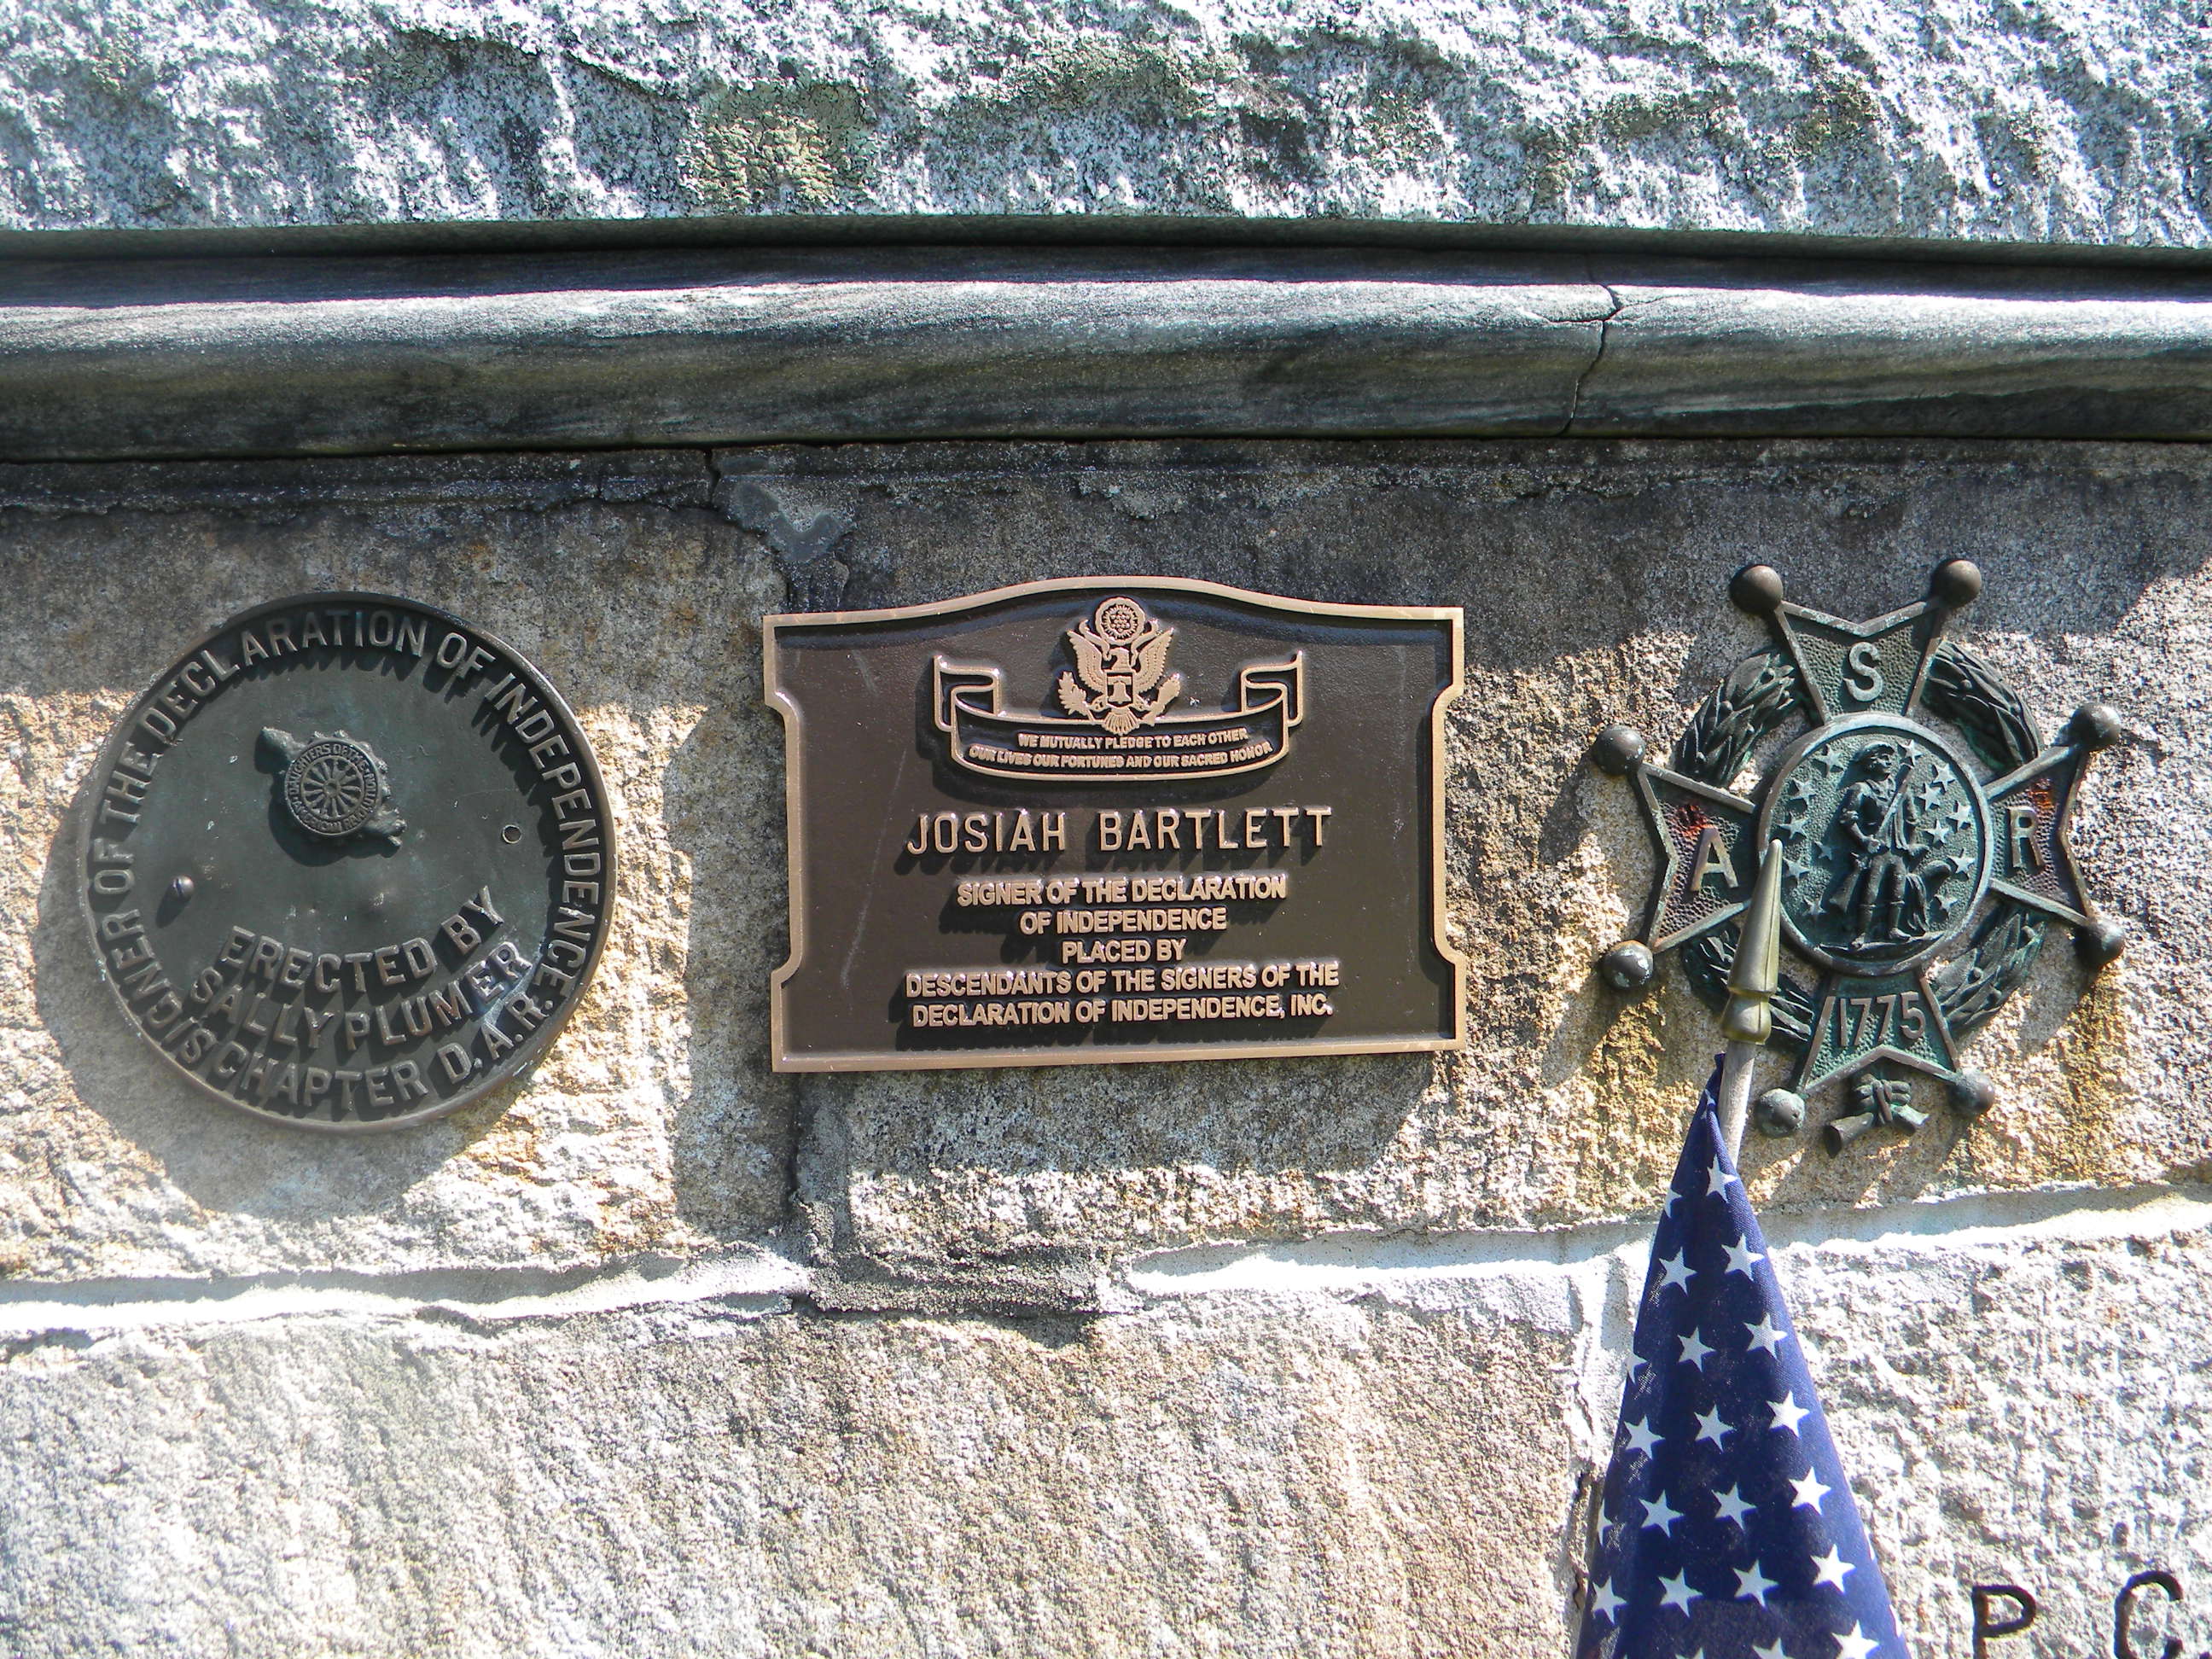 SIGNER OF THE DECLARATION OF INDEPENDENCE.
ERECTED BY
SALLY PLUMER
CHAPTER D.A.R.
WE MUTUALLY PLEDGE TO EACH OTHER
OUR LIVES OUR FORTUNES AND OUR SACRED HONOR
JOSIAH BARTLETT
SIGNER OF THE DECLARATION
OF INDEPENDENCE
PLACED BY
DESCENDANTS OF THE SIGNERS OF THE
DECLARATION OF INDEPENDENCE, INC.
S
A R
1775
P C